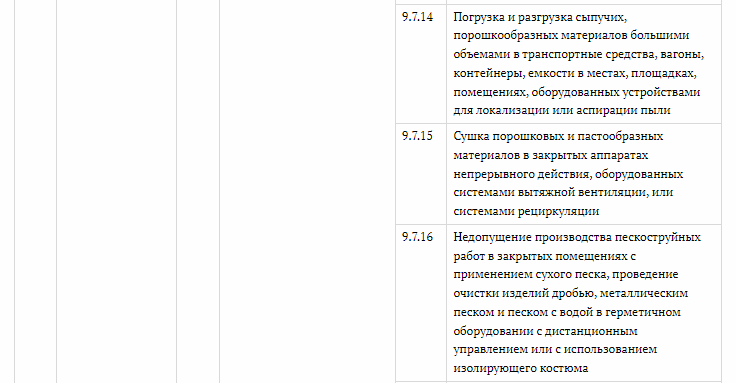 9.7.14 Погрузка и разгрузка сыпучих,
порошкообразных материалов большими
объемами в транспортные средства, вагоны,
контейнеры, емкости в местах, площадках,
помещениях, оборудованных устройствами
для локализации или аспирации пыли
9.7.15 Сушка порошковых и пастообразных
материалов в закрытых аппаратах
непрерывного действия, оборудованных
системами вытяжной вентиляции, или
системами рециркуляции
9.7.16 Недопущение производства пескоструйных
работ в закрытых помещениях с
применением сухого песка, проведение
очистки изделий дробью, металлическим
песком и песком с водой в герметичном
оборудовании с дистанционным
управлением или с использованием
изолирующего костюма